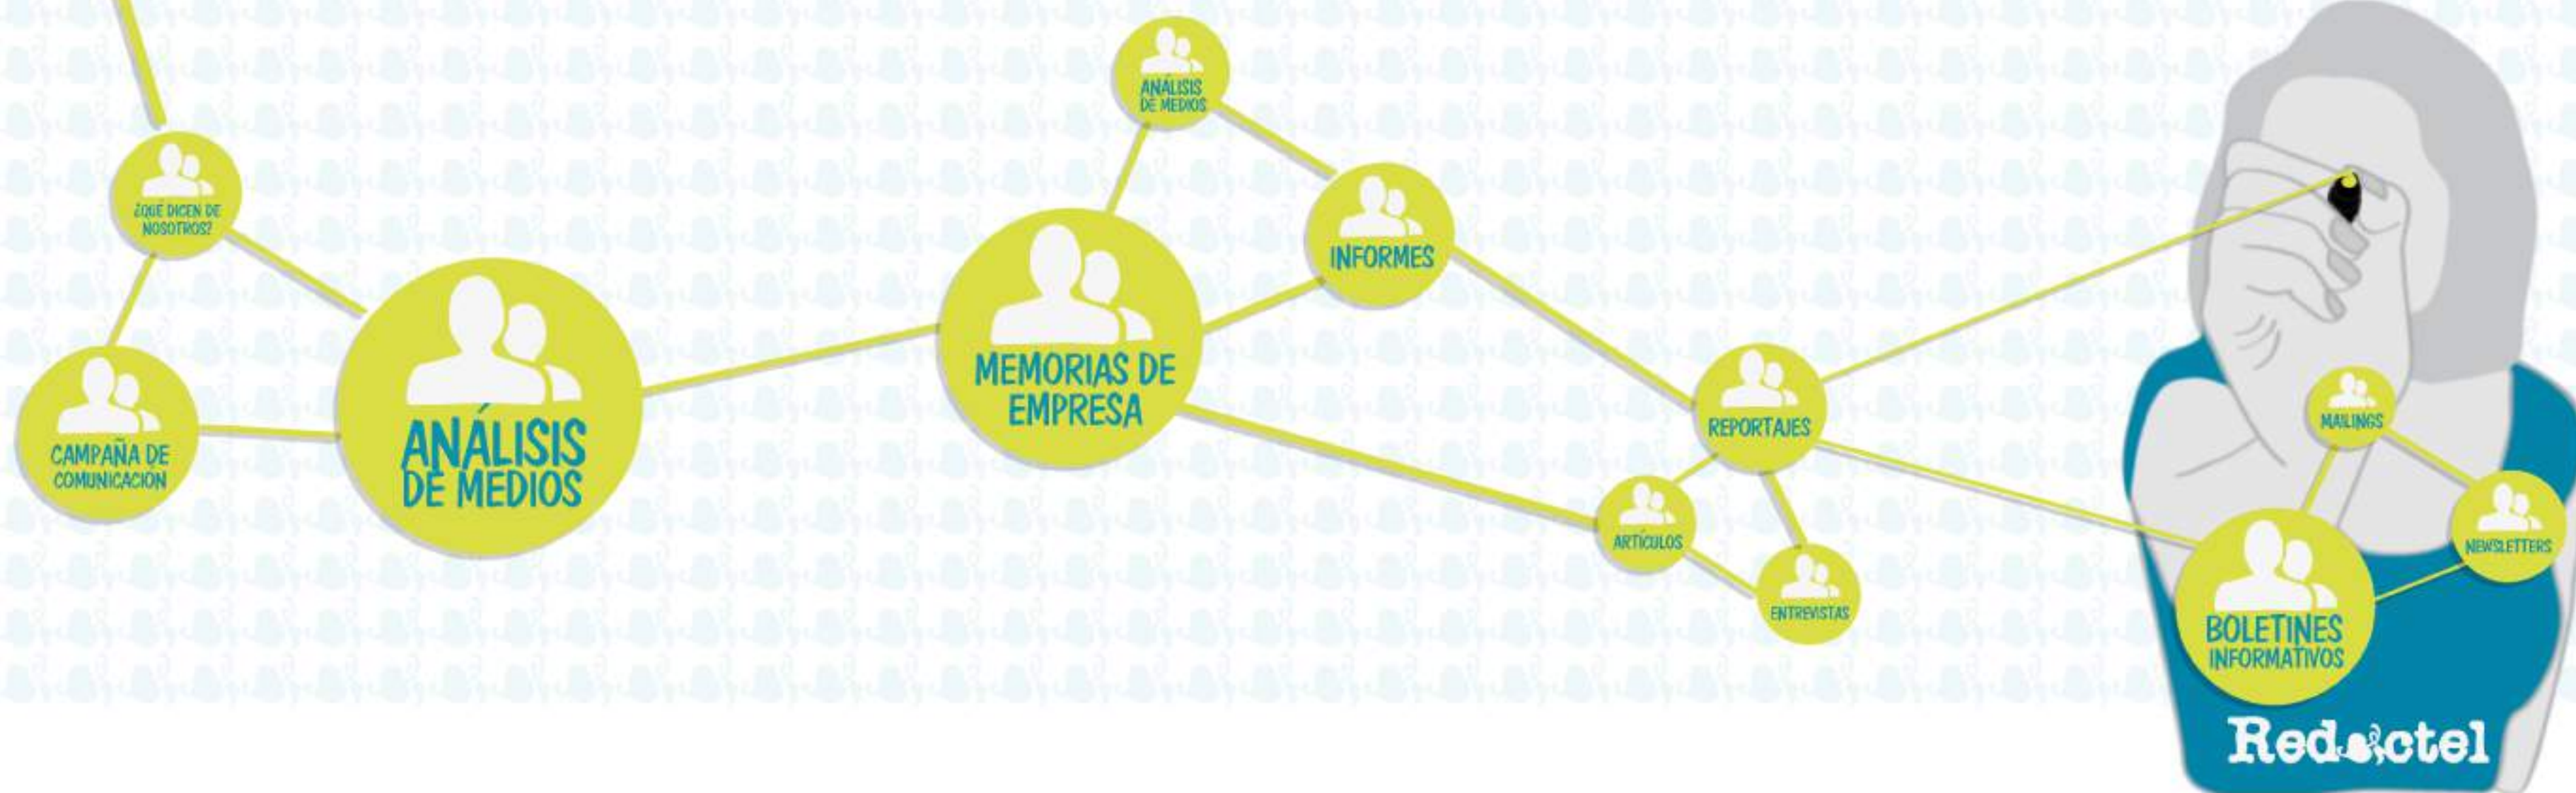 ¿QUÉ DICEN DE
NOSOTROS?
CAMPAÑA DE
COMUNICACIÓN
ANÁLISIS
DE MEDIOS
ANÁLISIS
DE MEDIOS
MEMORIAS DE
EMPRESA
INFORMES
REPORTAJES
ARTÍCULOS
ENTREVISTAS
MAILINGS
NEWSLETTERS
BOLETINES
INFORMATIVOS
Redactel